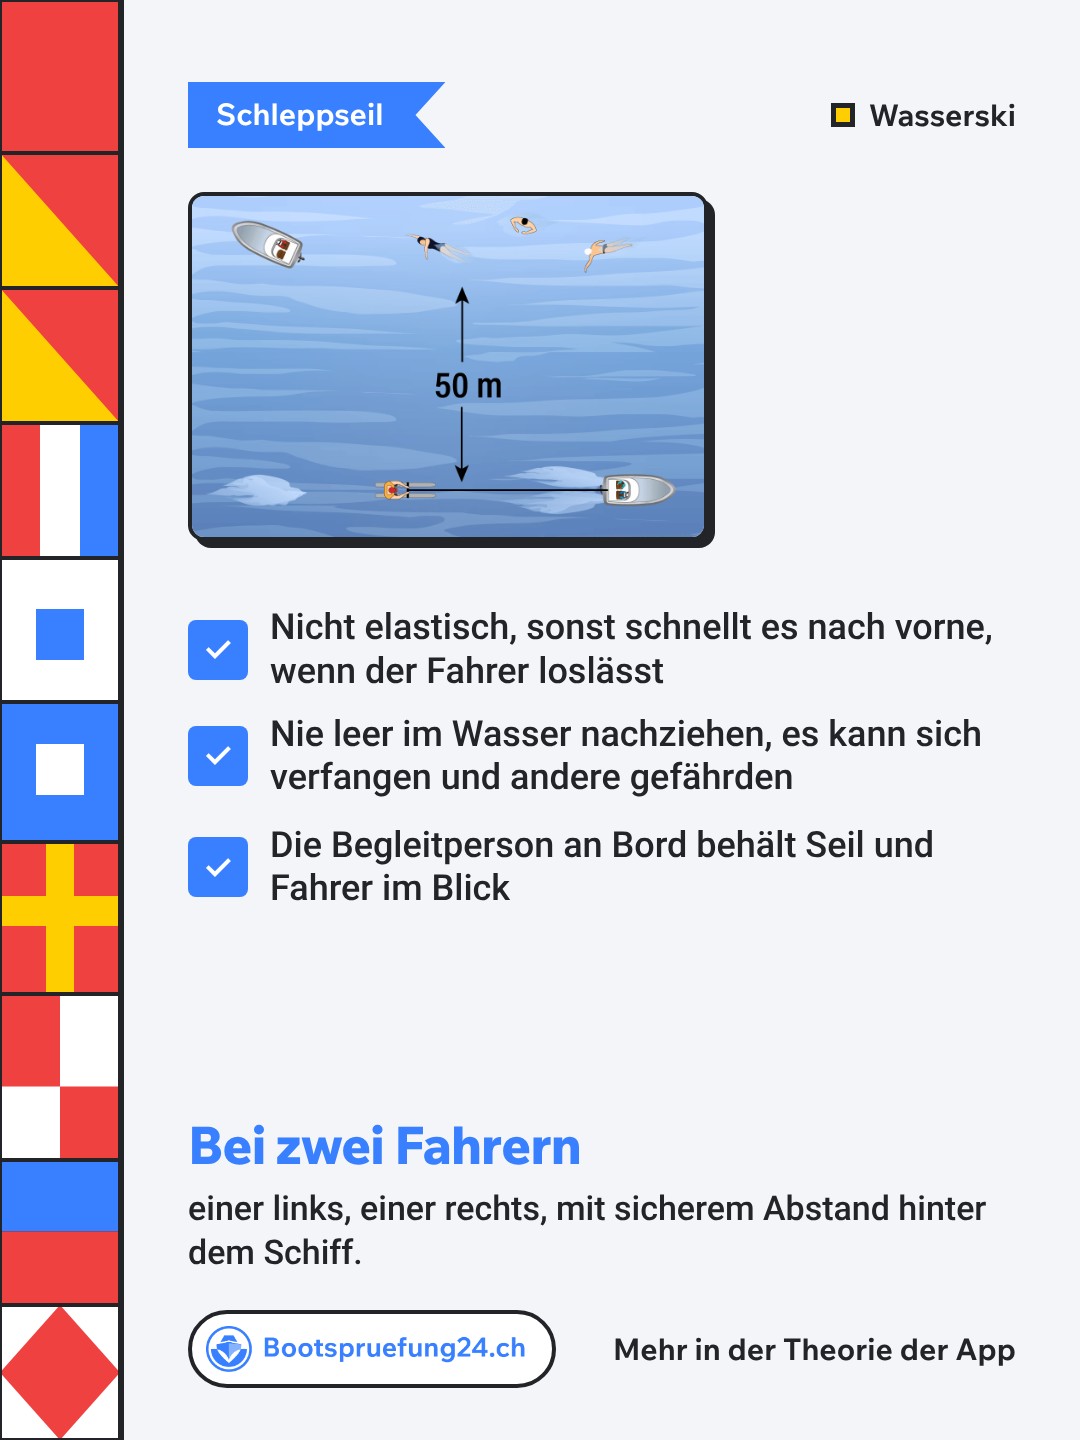 Schleppseil
Wasserski
50 m
Nicht elastisch, sonst schnellt es nach vorne,
wenn der Fahrer loslässt
Nie leer im Wasser nachziehen, es kann sich
verfangen und andere gefährden
Die Begleitperson an Bord behält Seil und
Fahrer im Blick
Bei zwei Fahrern
einer links, einer rechts, mit sicherem Abstand hinter
dem Schiff.
Bootspruefung24.ch
Mehr in der Theorie der App